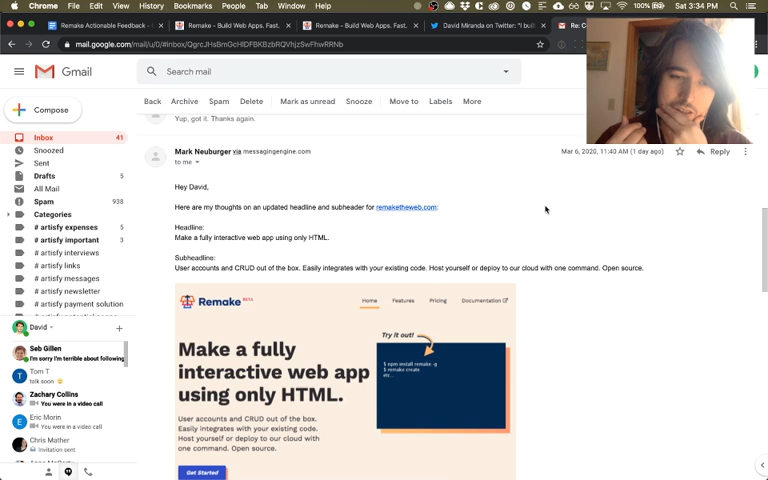 Chrome File Edit View History Bookmarks People Tab Window Help 100% Sat 3:34 PM
Remake Actionable Feedback - Remake - Build Web Apps. Fast. Remake - Build Web Apps. Fast. David Miranda on Twitter: "I buil Re: C
mail.google.com/mail/u/0/#inbox/
Gmail
Search mail
Compose
Back Archive Spam Delete Mark as unread Snooze Move to Labels More
Yup, got it. Thanks again.
Inbox 41
Snoozed
Sent
Drafts 5
All Mail
Spam 938
Categories
# artisfy expenses 5
# artisfy important 3
# artisfy interviews
# artisfy links
# artisfy messages
# artisfy newsletter
# artisfy payment solution
David
Seb Gillen
I'm sorry I'm terrible about following
Tom T
talk soon
Zachary Collins
You were in a video call
Eric Morin
You were in a video call
Chris Mather
Invitation sent
Mark Neuburger via messagingengine.com
to me
Mar 6, 2020, 11:40 AM (1 day ago)
Reply
Hey David,
Here are my thoughts on an updated headline and subheader for remaketheweb.com:
Headline:
Make a fully interactive web app using only HTML.
Subheadline:
User accounts and CRUD out of the box. Easily integrates with your existing code. Host yourself or deploy to our cloud with one command. Open source.
Remake BETA
Home Features Pricing Documentation
Make a fully
interactive web app
using only HTML.
User accounts and CRUD out of the box.
Easily integrates with your existing code.
Host yourself or deploy to our cloud with
one command. Open source.
Get Started
Try it out!
$ npm install remake -g
$ remake create
etc...